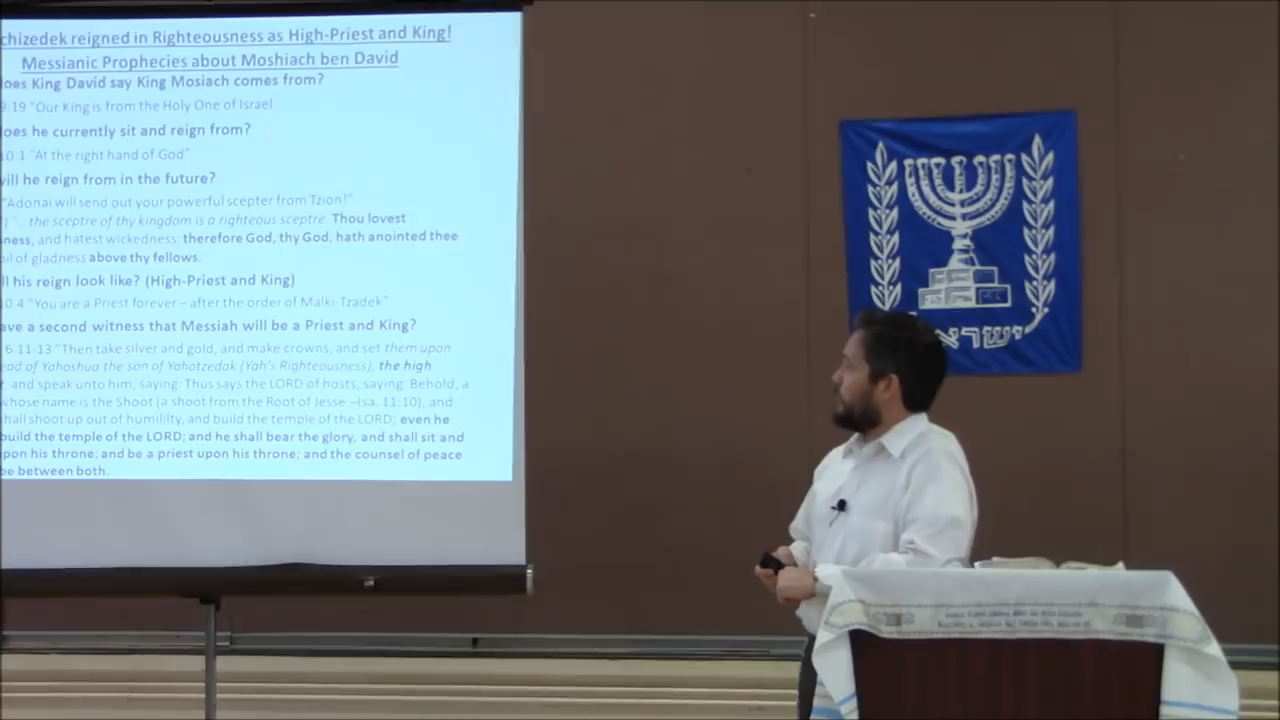 chizedek reigned in Righteousness as High-Priest and King!
Messianic Prophecies about Moshiach ben David
does King David say King Mosiach comes from?
9:19 "Our King is from the Holy One of Israel
does he currently sit and reign from?
10:1 "At the right hand of God"
will he reign from in the future?
"Adonai will send out your powerful scepter from Tzion!"
the sceptre of thy kingdom is a righteous sceptre. Thou lovest
ness, and hatest wickedness: therefore God, thy God, hath anointed thee
oil of gladness above thy fellows.
ll his reign look like? (High-Priest and King)
10:4 "You are a Priest forever – after the order of Malki-Tzadek"
ave a second witness that Messiah will be a Priest and King?
6:11-13 "Then take silver and gold, and make crowns, and set them upon
ead of Yahoshua the son of Yahotzedak (Yah's Righteousness), the high
and speak unto him, saying: Thus says the LORD of hosts, saying: Behold, a
whose name is the Shoot (a shoot from the Root of Jesse –Isa. 11:10), and
hall shoot up out of humililty, and build the temple of the LORD; even he
build the temple of the LORD; and he shall bear the glory, and shall sit and
upon his throne; and be a priest upon his throne; and the counsel of peace
be between both.
ישראל